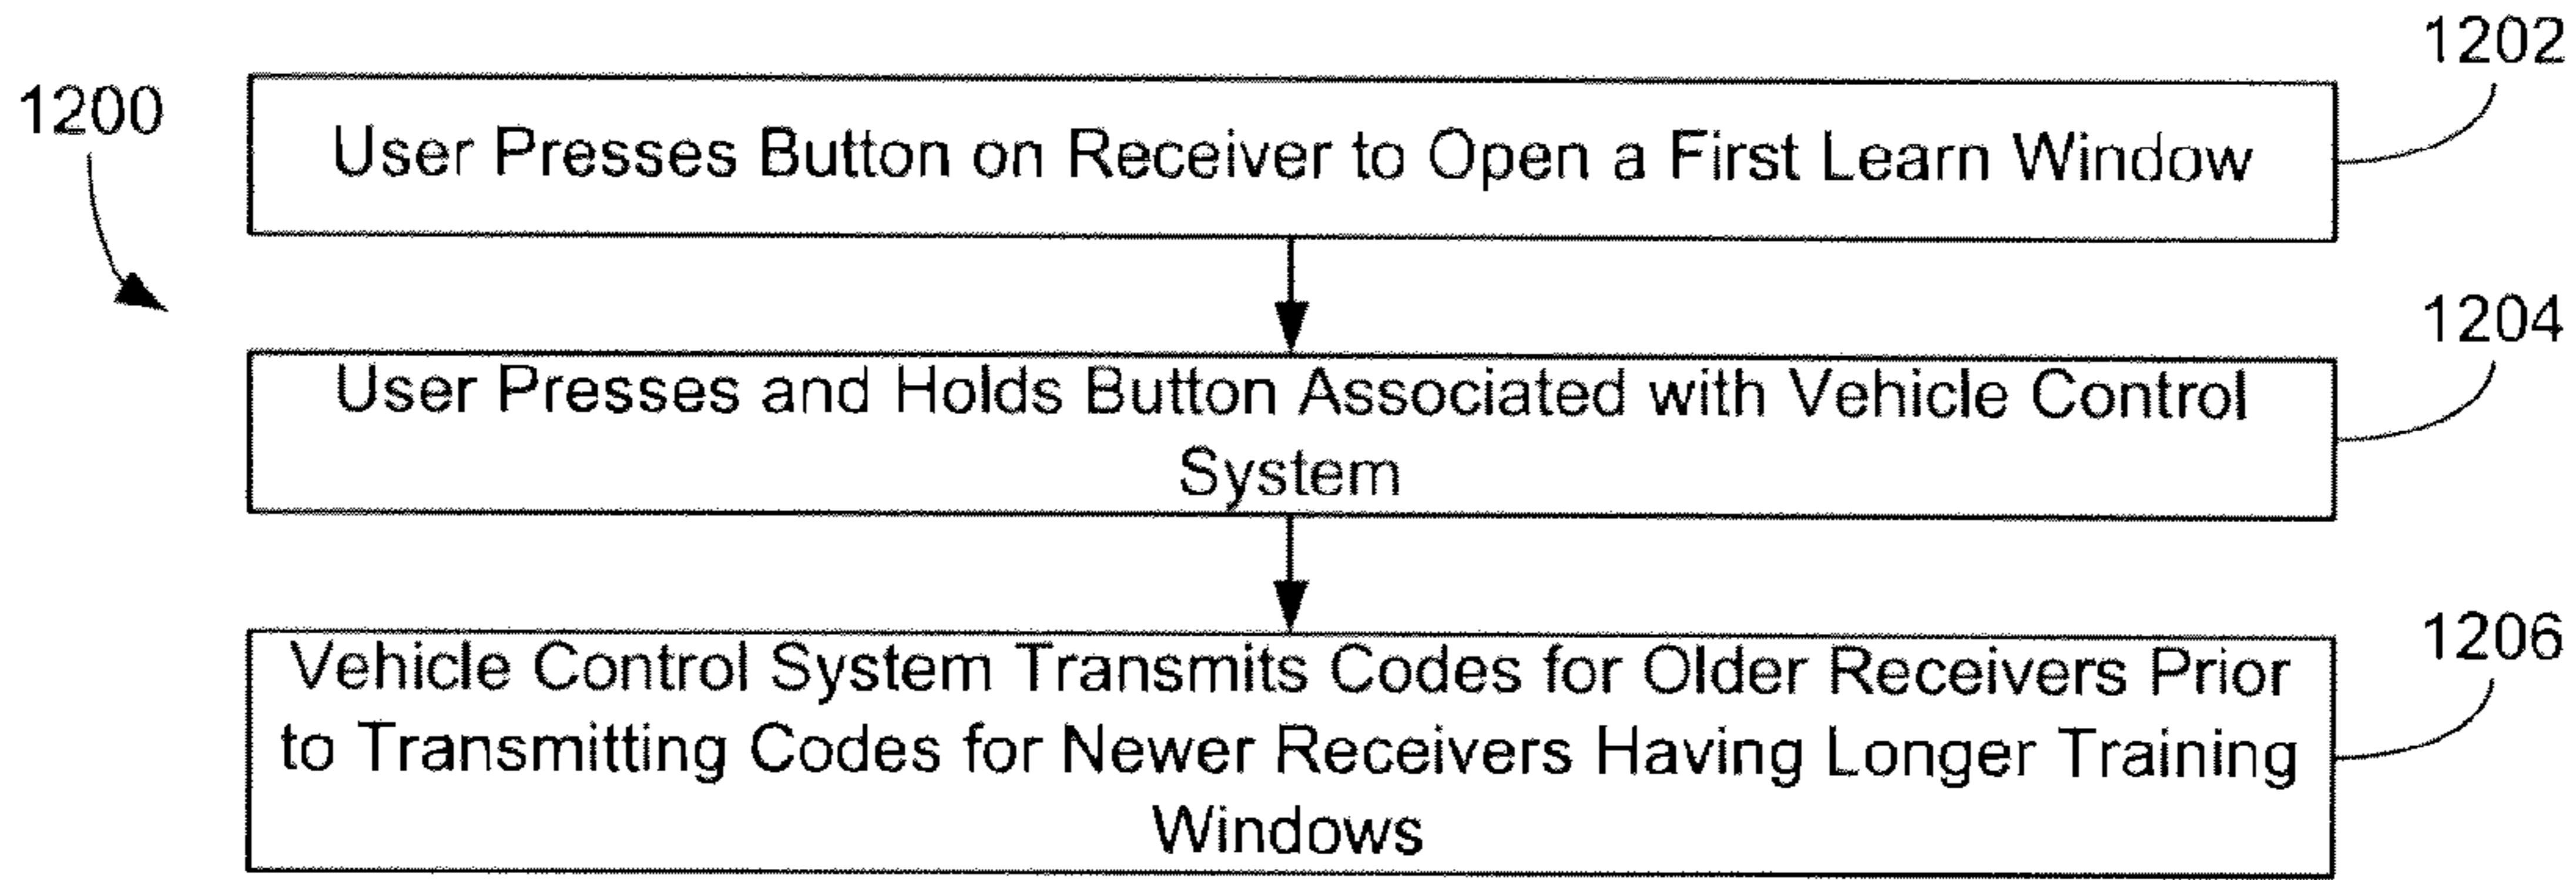 1202
1200
User Presses Button on Receiver to Open a First Learn Window
1204
User Presses and Holds Button Associated with Vehicle Control
System
1206
Vehicle Control System Transmits Codes for Older Receivers Prior
to Transmitting Codes for Newer Receivers Having Longer Training
Windows